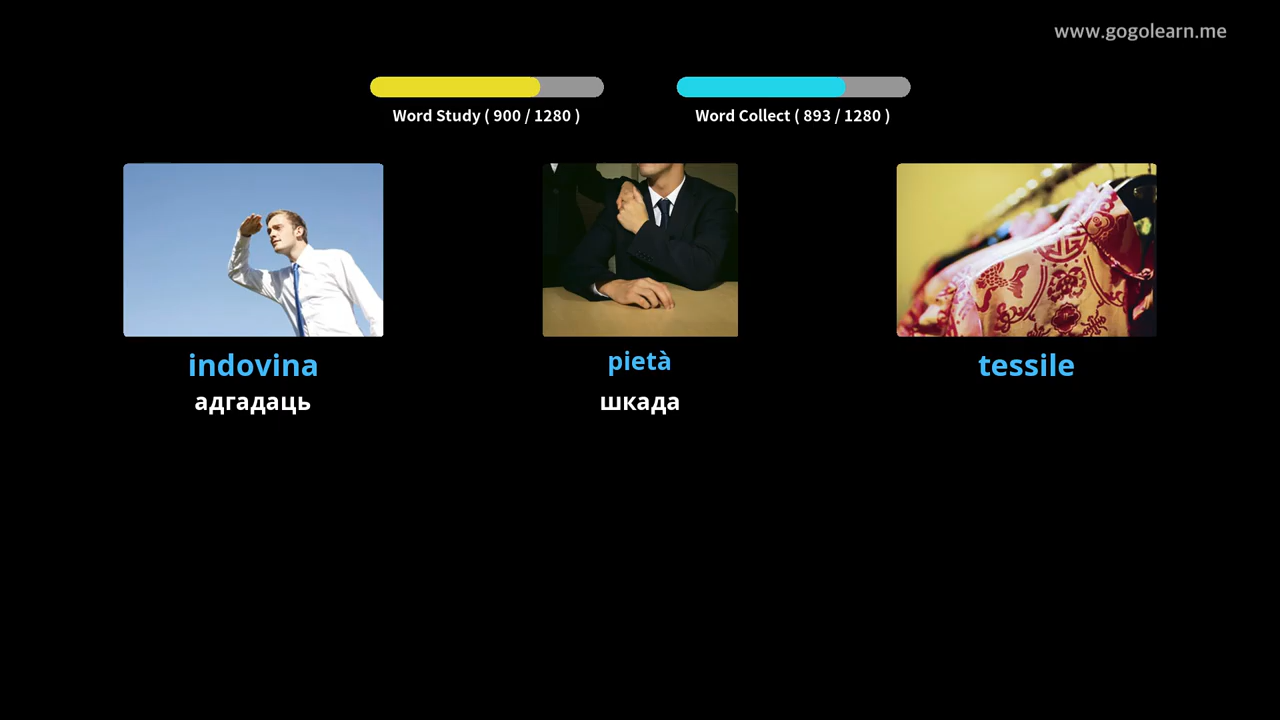 www.gogolearn.me
Word Study ( 900 / 1280 )
Word Collect ( 893 / 1280 )
indovina
адгадаць
pietà
шкада
tessile